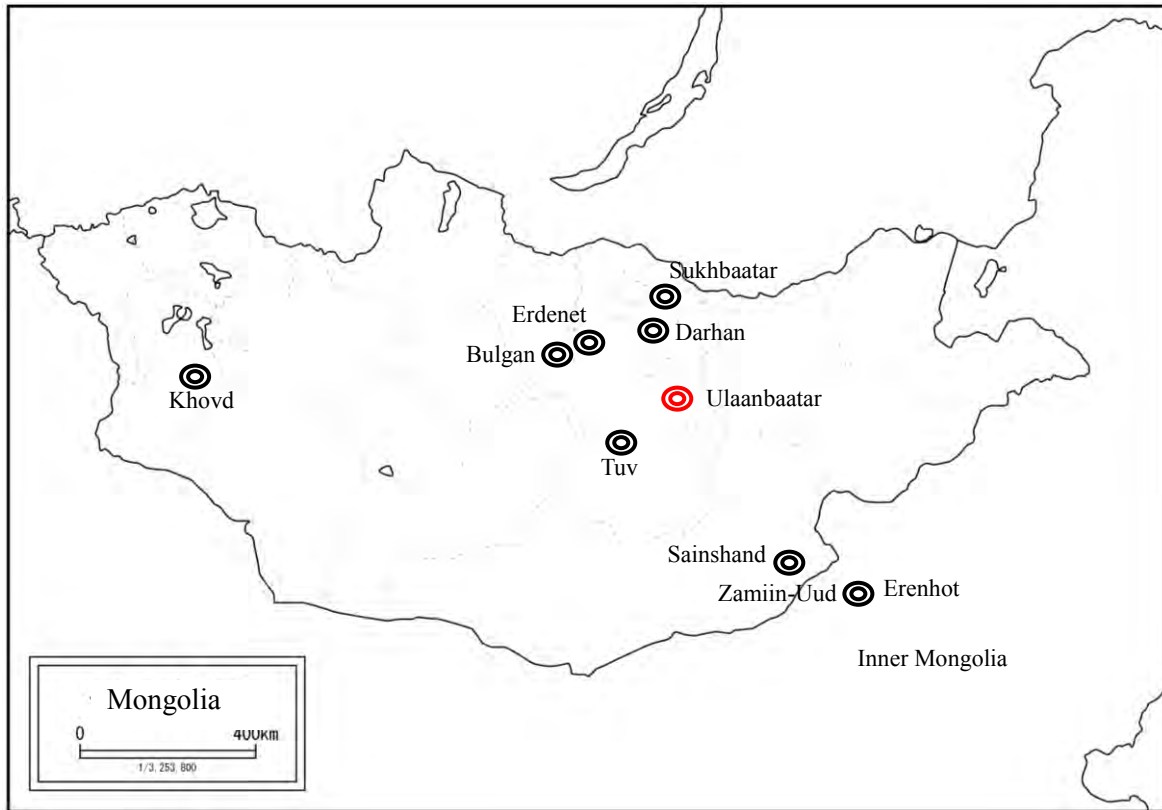 Sukhbaatar
Erdenet
Darhan
Bulgan
Khovd
Ulaanbaatar
Tuv
Sainshand
Zamiin-Uud
Erenhot
Inner Mongolia
Mongolia
0 400km
1/3,253,800